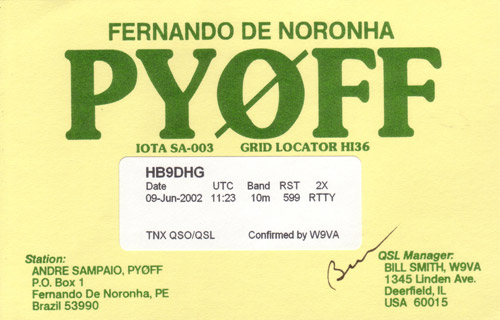 FERNANDO DE NORONHA
PYØFF
IOTA SA-003 GRID LOCATOR HI36
HB9DHG
Date UTC Band RST 2X
09-Jun-2002 11:23 10m 599 RTTY
TNX QSO/QSL Confirmed by W9VA
Station:
ANDRE SAMPAIO, PYØFF
P.O. Box 1
Fernando De Noronha, PE
Brazil 53990
Bill
QSL Manager:
BILL SMITH, W9VA
1345 Linden Ave.
Deerfield, IL
USA 60015